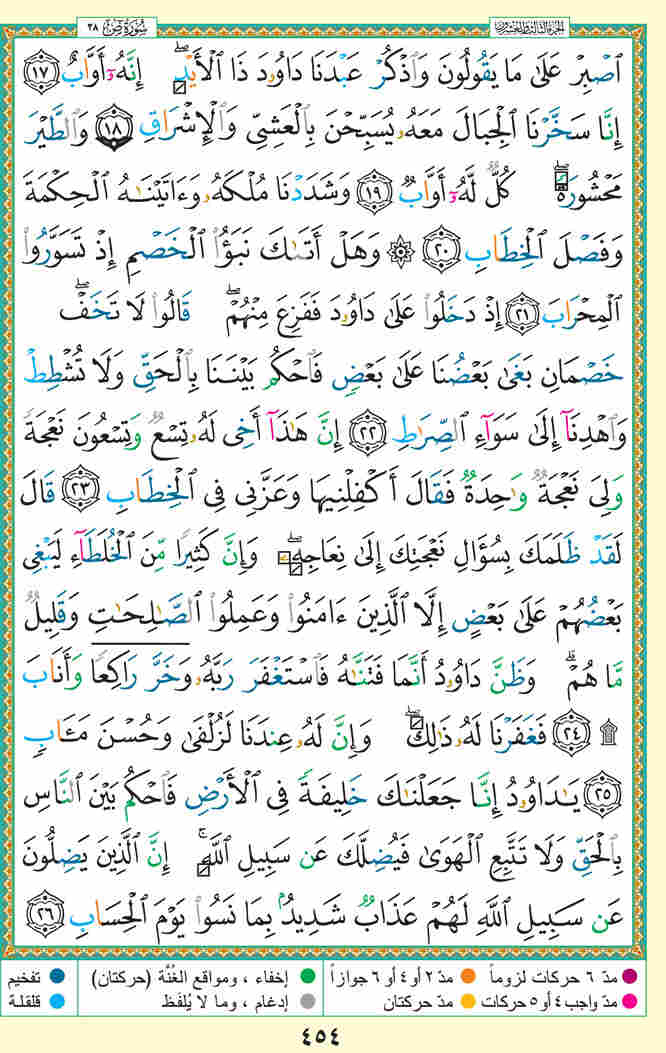 سُورَةُ صٓ ٣٨
الجزء الثالث والعشرون
ٱصۡبِرۡ عَلَىٰ مَا يَقُولُونَ وَٱذۡكُرۡ عَبۡدَنَا دَاوُۥدَ ذَا ٱلۡأَيۡدِۖ إِنَّهُۥٓ أَوَّابٌ ١٧
إِنَّا سَخَّرۡنَا ٱلۡجِبَالَ مَعَهُۥ يُسَبِّحۡنَ بِٱلۡعَشِيِّ وَٱلۡإِشۡرَاقِ ١٨ وَٱلطَّيۡرَ
مَحۡشُورَةٗۖ كُلّٞ لَّهُۥٓ أَوَّابٞ ١٩ وَشَدَدۡنَا مُلۡكَهُۥ وَءَاتَيۡنَٰهُ ٱلۡحِكۡمَةَ
وَفَصۡلَ ٱلۡخِطَابِ ٢٠ ۞ وَهَلۡ أَتَىٰكَ نَبَؤُاْ ٱلۡخَصۡمِ إِذۡ تَسَوَّرُواْ
ٱلۡمِحۡرَابَ ٢١ إِذۡ دَخَلُواْ عَلَىٰ دَاوُۥدَ فَفَزِعَ مِنۡهُمۡۖ قَالُواْ لَا تَخَفۡۖ
خَصۡمَانِ بَغَىٰ بَعۡضُنَا عَلَىٰ بَعۡضٖ فَٱحۡكُم بَيۡنَنَا بِٱلۡحَقِّ وَلَا تُشۡطِطۡ
وَٱهۡدِنَآ إِلَىٰ سَوَآءِ ٱلصِّرَٰطِ ٢٢ إِنَّ هَٰذَآ أَخِي لَهُۥ تِسۡعٞ وَتِسۡعُونَ نَعۡجَةٗ
وَلِيَ نَعۡجَةٞ وَٰحِدَةٞ فَقَالَ أَكۡفِلۡنِيهَا وَعَزَّنِي فِي ٱلۡخِطَابِ ٢٣ قَالَ
لَقَدۡ ظَلَمَكَ بِسُؤَالِ نَعۡجَتِكَ إِلَىٰ نِعَاجِهِۦۖ وَإِنَّ كَثِيرٗا مِّنَ ٱلۡخُلَطَآءِ لَيَبۡغِي
بَعۡضُهُمۡ عَلَىٰ بَعۡضٍ إِلَّا ٱلَّذِينَ ءَامَنُواْ وَعَمِلُواْ ٱلصَّٰلِحَٰتِ وَقَلِيلٞ
مَّا هُمۡۗ وَظَنَّ دَاوُۥدُ أَنَّمَا فَتَنَّٰهُ فَٱسۡتَغۡفَرَ رَبَّهُۥ وَخَرَّۤ رَاكِعٗاۤ وَأَنَابَ
۩ ٢٤ فَغَفَرۡنَا لَهُۥ ذَٰلِكَۖ وَإِنَّ لَهُۥ عِندَنَا لَزُلۡفَىٰ وَحُسۡنَ مَـَٔابٖ
٢٥ يَٰدَاوُۥدُ إِنَّا جَعَلۡنَٰكَ خَلِيفَةٗ فِي ٱلۡأَرۡضِ فَٱحۡكُم بَيۡنَ ٱلنَّاسِ
بِٱلۡحَقِّ وَلَا تَتَّبِعِ ٱلۡهَوَىٰ فَيُضِلَّكَ عَن سَبِيلِ ٱللَّهِۚ إِنَّ ٱلَّذِينَ يَضِلُّونَ
عَن سَبِيلِ ٱللَّهِ لَهُمۡ عَذَابٞ شَدِيدُۢ بِمَا نَسُواْ يَوۡمَ ٱلۡحِسَابِ ٢٦
مدّ ٦ حركات لزوماً مدّ ٢ أو ٤ أو ٦ جوازاً إخفاء ، ومواقع الغُنَّة (حركتان) تفخيم
مدّ واجب ٤ أو ٥ حركات مدّ حركتان إدغام ، وما لا يُلفَظ قلقلة
٤٥٤